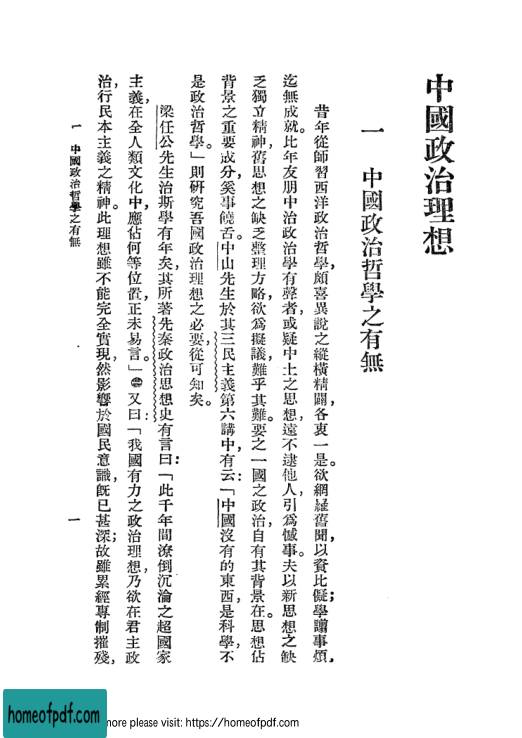 中國政治理想
一 中國政治哲學之有無
昔年從師習西洋政治哲學，頗喜異說之縱橫精闢，各衷一是。欲網羅舊聞，以資比儗；學譾事煩，
迄無成就。比年友朋中治政治學有聲者，或疑中土之思想，遠不逮他人，引爲憾事。夫以新思想之缺
乏獨立精神，舊思想之缺乏整理方略，欲爲擬議，難乎其難。要之一國之政治，自有其背景在。思想佔
背景之重要成分，奚事饒舌。中山先生於其三民主義第六講中，有云：「中國沒有的東西，是科學，不
是政治哲學。」則研究吾國政治理想之必要，從可知矣。
梁任公先生治斯學有年矣，其所著先秦政治思想史有言曰：「此千年間潦倒沉淪之超國家
主義，在全人類文化中，應佔何等位置，正未易言。」又曰：「我國有力之政治理想，乃欲在君主政
治，行民本主義之精神。此理想雖不能完全實現，然影響於國民意識，旣已甚深；故雖累經專制摧殘，
一 中國政治哲學之有無
一
homeofpdf.com
more please visit: https://homeofpdf.com